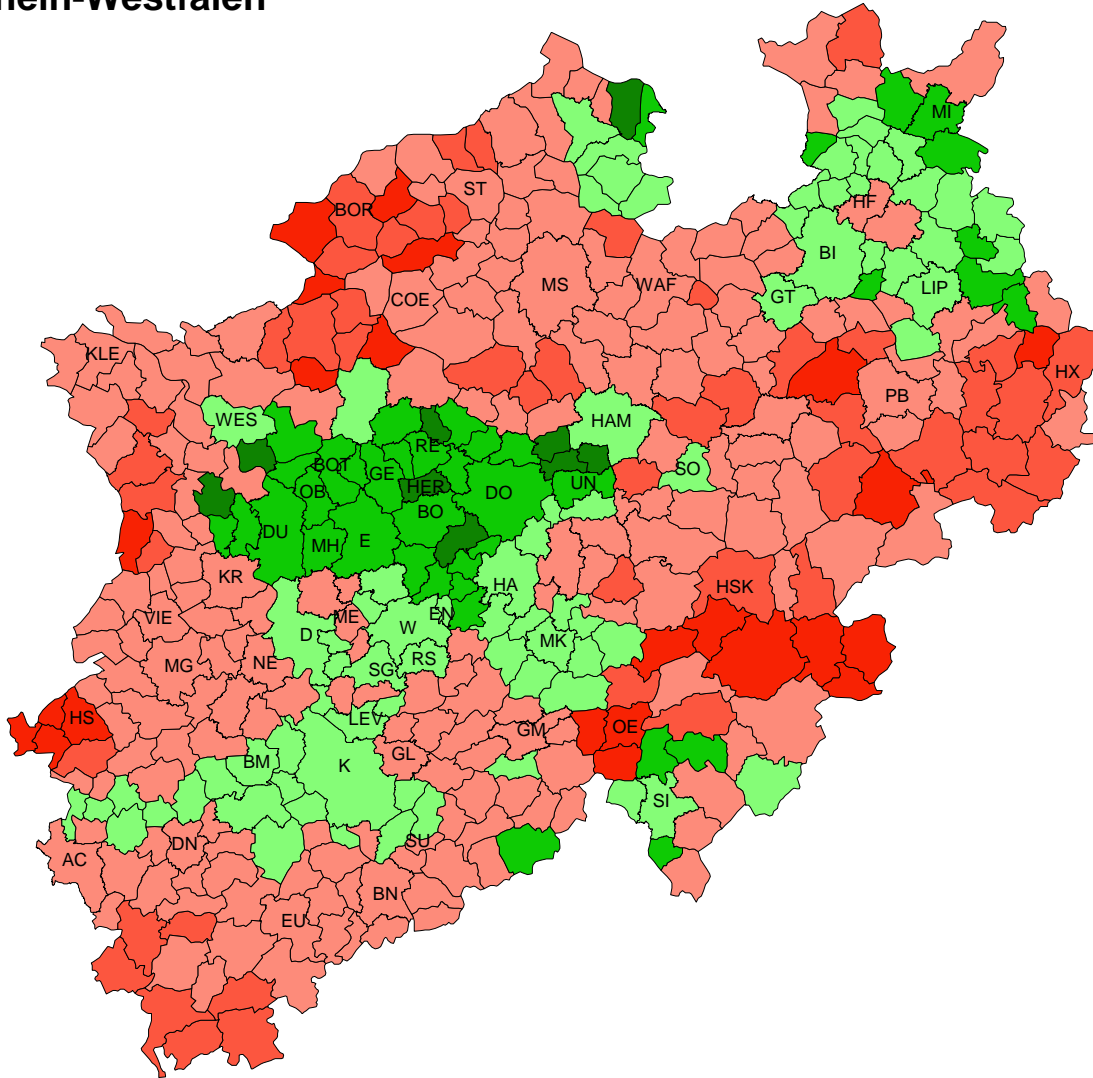 hein-Westfalen
MI
ST
BOR
HF
BI
MS
WAF
LIP
GT
COE
KLE
HX
PB
WES
HAM
RE
BOT
GE
SO
HER
UN
OB
DO
BO
DU
MH
E
KR
HA
HSK
VIE
ME
EN
D
W
MK
MG
NE
SG
RS
HS
LEV
OE
GM
BM
K
GL
SI
DN
SU
AC
BN
EU